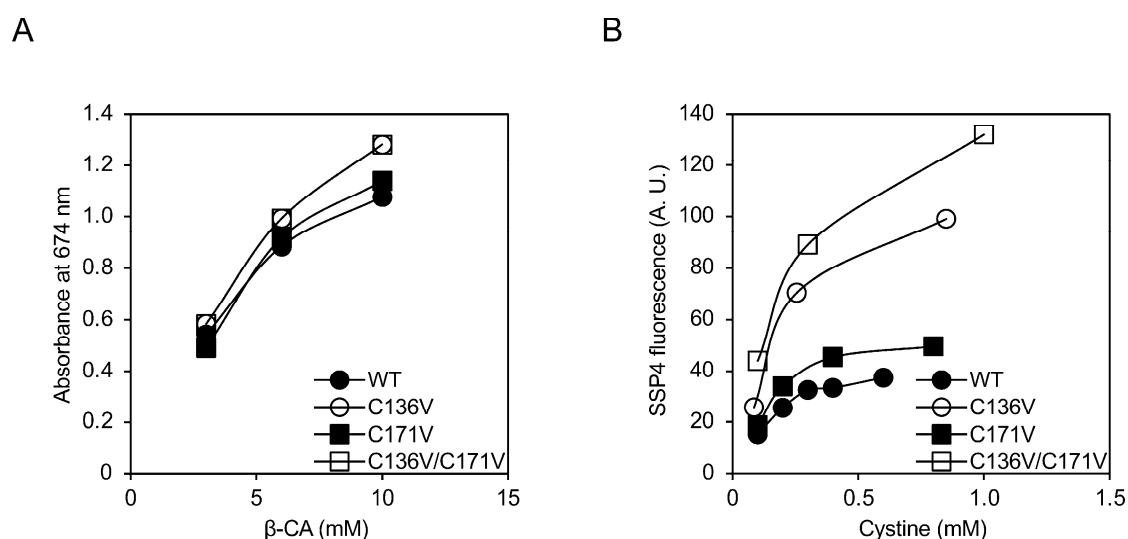 A
Absorbance at 674 nm
1.4
1.2
1.0
0.8
0.6
0.4
0.2
0
WT
C136V
C171V
C136V/C171V
0 5 10 15
β-CA (mM)
B
SSP4 fluorescence (A. U.)
140
120
100
80
60
40
20
0
WT
C136V
C171V
C136V/C171V
0 0.5 1.0 1.5
Cystine (mM)